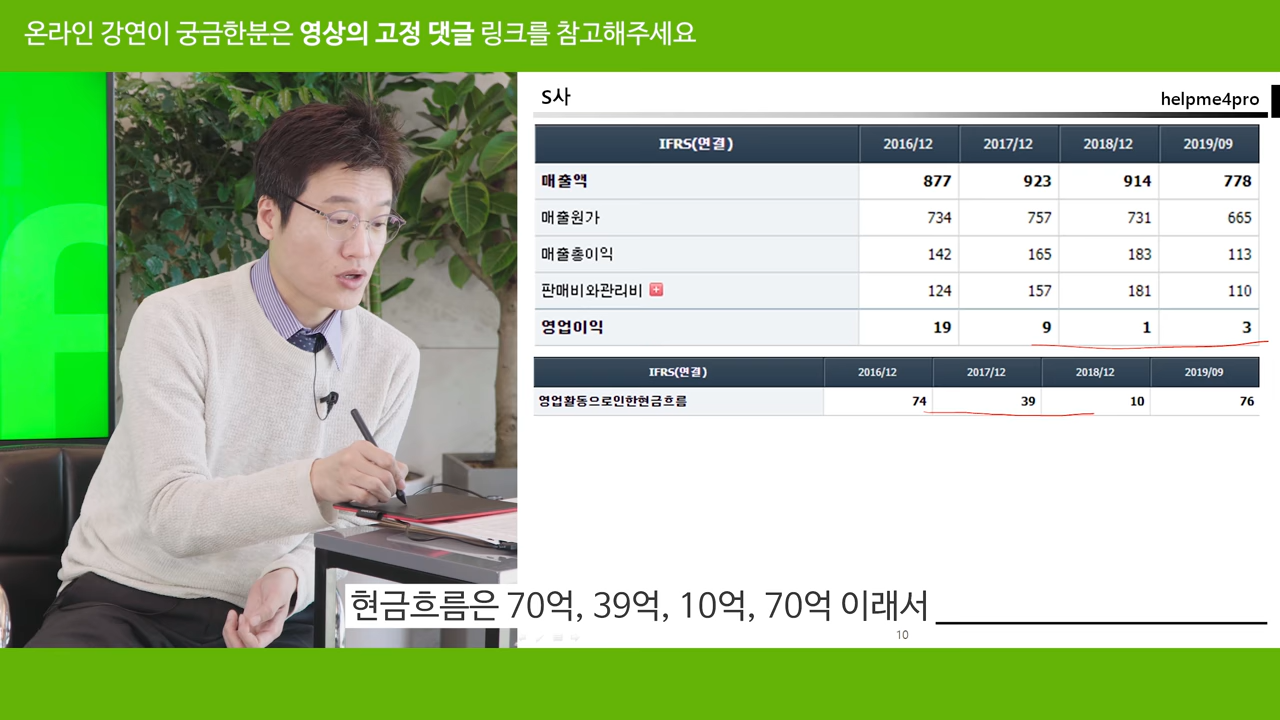 온라인 강연이 궁금한분은 영상의 고정 댓글 링크를 참고해주세요
S사
helpme4pro
IFRS(연결) 2016/12 2017/12 2018/12 2019/09
매출액 877 923 914 778
매출원가 734 757 731 665
매출총이익 142 165 183 113
판매비와관리비 124 157 181 110
영업이익 19 9 1 3
IFRS(연결) 2016/12 2017/12 2018/12 2019/09
영업활동으로인한현금흐름 74 39 10 76
현금흐름은 70억, 39억, 10억, 70억 이래서
10